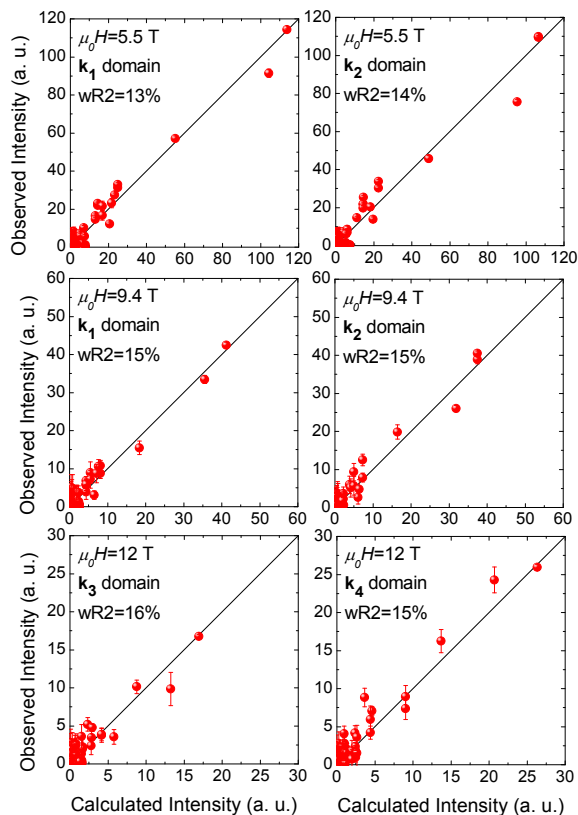 Observed Intensity (a. u.)
120
100
80
60
40
20
0
μ₀H=5.5 T
k₁ domain
wR2=13%
0 20 40 60 80 100 120
120
100
80
60
40
20
0
μ₀H=5.5 T
k₂ domain
wR2=14%
0 20 40 60 80 100 120
Observed Intensity (a. u.)
60
50
40
30
20
10
0
μ₀H=9.4 T
k₁ domain
wR2=15%
0 10 20 30 40 50 60
60
50
40
30
20
10
0
μ₀H=9.4 T
k₂ domain
wR2=15%
0 10 20 30 40 50 60
Observed Intensity (a. u.)
30
25
20
15
10
5
0
μ₀H=12 T
k₃ domain
wR2=16%
0 5 10 15 20 25 30
Calculated Intensity (a. u.)
30
25
20
15
10
5
0
μ₀H=12 T
k₄ domain
wR2=15%
0 5 10 15 20 25 30
Calculated Intensity (a. u.)